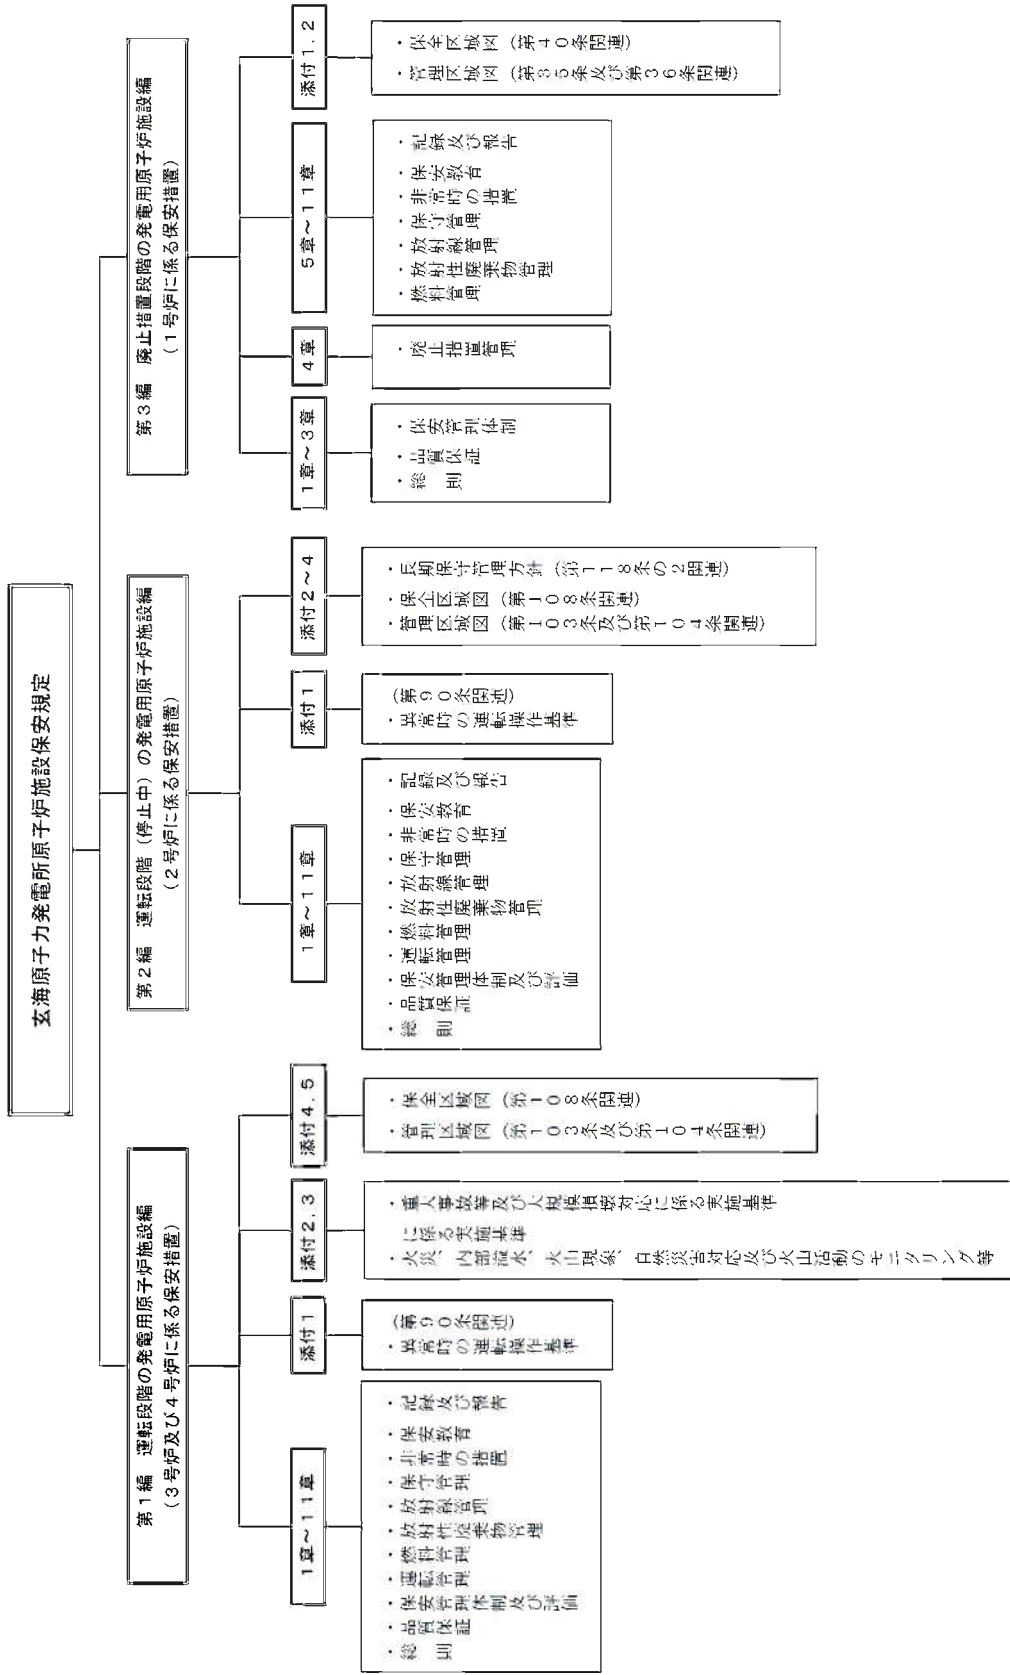 玄海原子力発電所原子炉施設保安規定
第1編　運転段階の発電用原子炉施設編
（3号炉及び4号炉に係る保安措置）
1章～11章
・総　則
・品質保証
・保安管理体制及び評価
・運転管理
・燃料管理
・放射性廃棄物管理
・放射線管理
・保守管理
・非常時の措置
・保安教育
・記録及び報告
添付1
・異常時の運転操作基準
（第90条関連）
添付2，3
・火災、内部溢水、火山現象、自然災害対応及び火山活動のモニタリング等
に係る実施基準
・重大事故等及び大規模損壊対応に係る実施基準
添付4，5
・管理区域図（第103条及び第104条関連）
・保全区域図（第108条関連）
第2編　運転段階（停止中）の発電用原子炉施設編
（2号炉に係る保安措置）
1章～11章
・総　則
・品質保証
・保安管理体制及び評価
・運転管理
・燃料管理
・放射性廃棄物管理
・放射線管理
・保守管理
・非常時の措置
・保安教育
・記録及び報告
添付1
・異常時の運転操作基準
（第90条関連）
添付2～4
・管理区域図（第103条及び第104条関連）
・保全区域図（第108条関連）
・長期保守管理方針（第118条の2関連）
第3編　廃止措置段階の発電用原子炉施設編
（1号炉に係る保安措置）
1章～3章
・総　則
・品質保証
・保安管理体制
4章
・廃止措置管理
5章～11章
・燃料管理
・放射性廃棄物管理
・放射線管理
・保守管理
・非常時の措置
・保安教育
・記録及び報告
添付1，2
・管理区域図（第35条及び第36条関連）
・保全区域図（第40条関連）